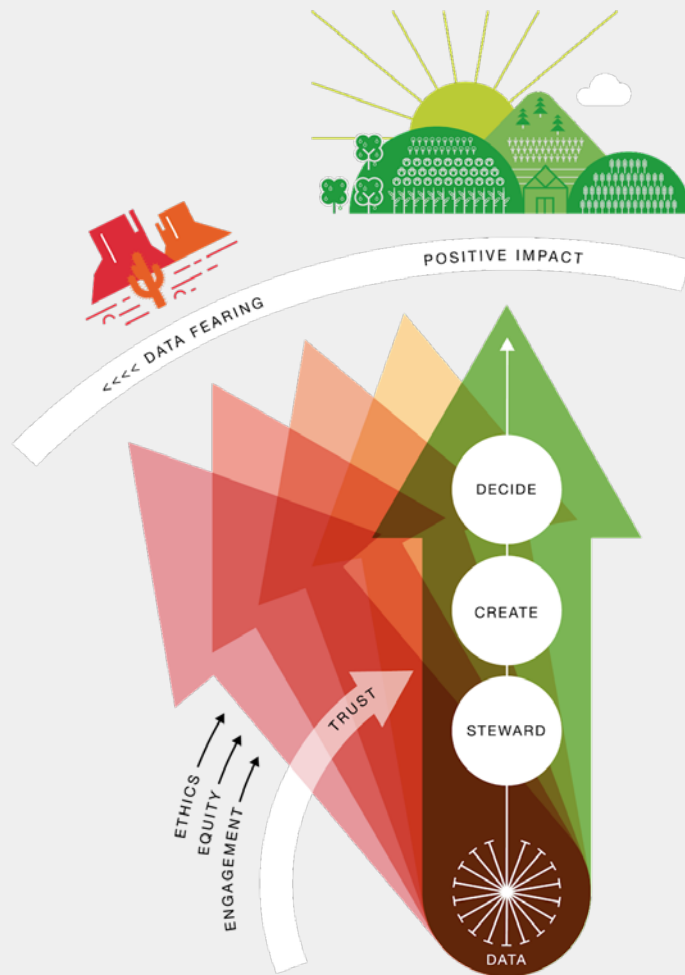 POSITIVE IMPACT
<<<< DATA FEARING
DECIDE
CREATE
STEWARD
TRUST
ETHICS
EQUITY
ENGAGEMENT
DATA